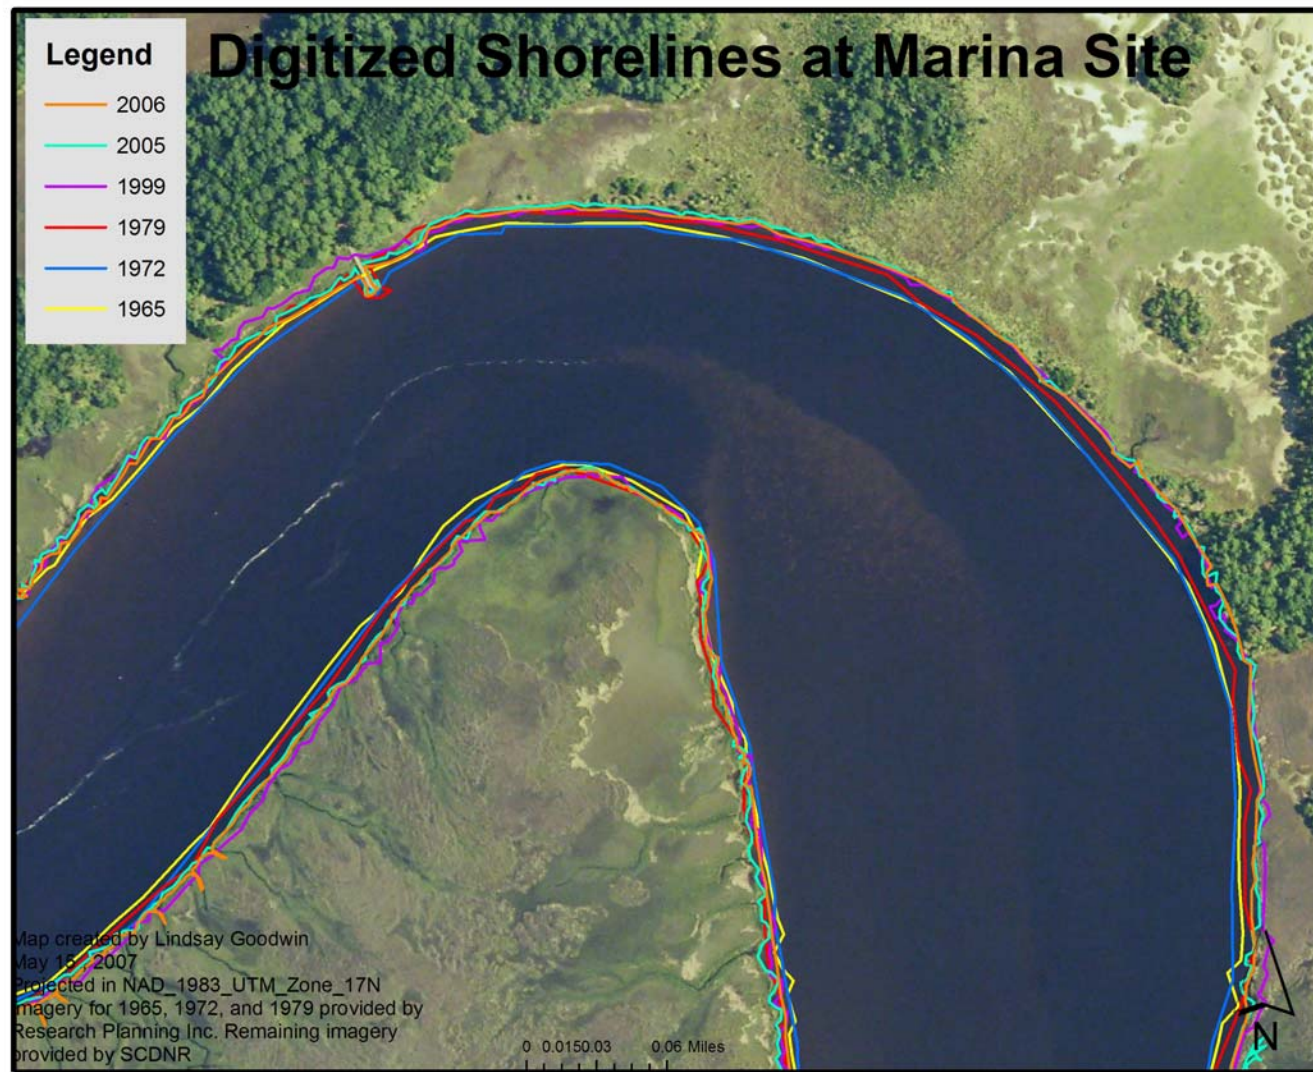 Digitized Shorelines at Marina Site
Legend
2006
2005
1999
1979
1972
1965
Map created by Lindsay Goodwin
May 15, 2007
Projected in NAD_1983_UTM_Zone_17N
Imagery for 1965, 1972, and 1979 provided by
Research Planning Inc. Remaining imagery
provided by SCDNR
0 0.0150.03 0.06 Miles
N